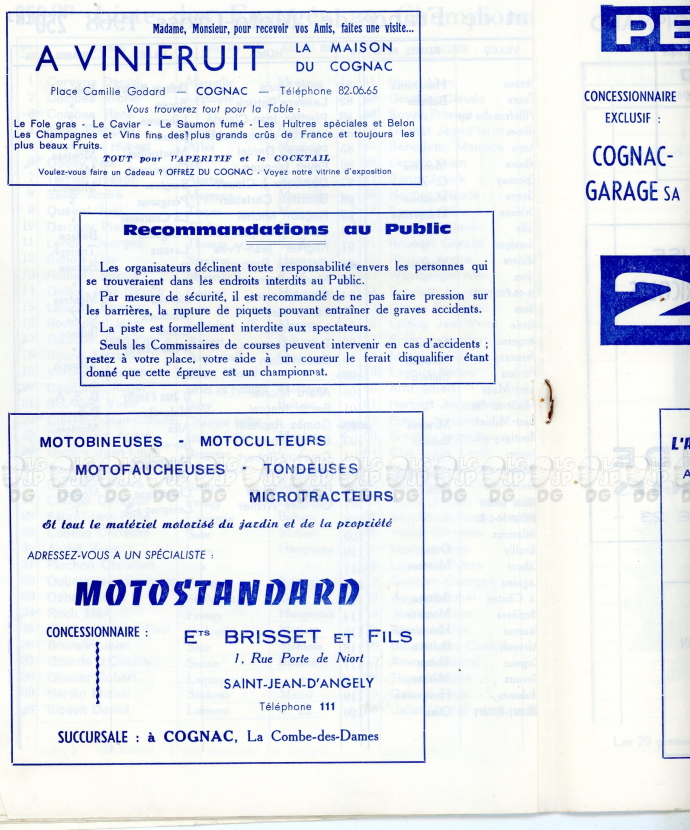 Madame, Monsieur, pour recevoir vos Amis, faites une visite...
A VINIFRUIT LA MAISON DU COGNAC
Place Camille Godard — COGNAC — Téléphone 82.06.65
Vous trouverez tout pour la Table :
Le Foie gras - Le Caviar - Le Saumon fumé - Les Huîtres spéciales et Belon
Les Champagnes et Vins fins des plus grands crûs de France et toujours les
plus beaux Fruits.
TOUT pour l'APERITIF et le COCKTAIL
Voulez-vous faire un Cadeau ? OFFREZ DU COGNAC - Voyez notre vitrine d'exposition
Recommandations au Public
Les organisateurs déclinent toute responsabilité envers les personnes qui
se trouveraient dans les endroits interdits au Public.
Par mesure de sécurité, il est recommandé de ne pas faire pression sur
les barrières, la rupture de piquets pouvant entraîner de graves accidents.
La piste est formellement interdite aux spectateurs.
Seuls les Commissaires de courses peuvent intervenir en cas d'accidents ;
restez à votre place, votre aide à un coureur le ferait disqualifier étant
donné que cette épreuve est un championnat.
MOTOBINEUSES - MOTOCULTEURS
MOTOFAUCHEUSES - TONDEUSES
MICROTRACTEURS
Et tout le matériel motorisé du jardin et de la propriété
ADRESSEZ-VOUS A UN SPÉCIALISTE :
MOTOSTANDARD
CONCESSIONNAIRE :
Ets BRISSET ET FILS
1, Rue Porte de Niort
SAINT-JEAN-D'ANGELY
Téléphone 111
SUCCURSALE : à COGNAC, La Combe-des-Dames
PE
CONCESSIONNAIRE
EXCLUSIF :
COGNAC-
GARAGE SA
2
L'A
A